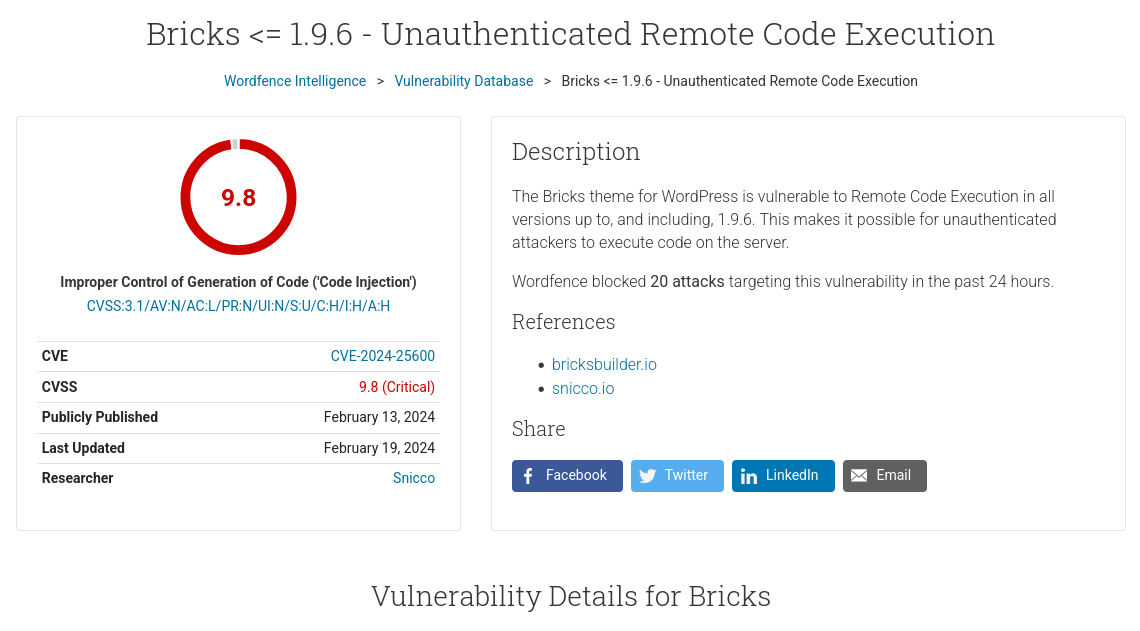 Bricks <= 1.9.6 - Unauthenticated Remote Code Execution
Wordfence Intelligence > Vulnerability Database > Bricks <= 1.9.6 - Unauthenticated Remote Code Execution
9.8
Improper Control of Generation of Code ('Code Injection')
CVSS:3.1/AV:N/AC:L/PR:N/UI:N/S:U/C:H/I:H/A:H
CVE CVE-2024-25600
CVSS 9.8 (Critical)
Publicly Published February 13, 2024
Last Updated February 19, 2024
Researcher Snicco
Description
The Bricks theme for WordPress is vulnerable to Remote Code Execution in all
versions up to, and including, 1.9.6. This makes it possible for unauthenticated
attackers to execute code on the server.
Wordfence blocked 20 attacks targeting this vulnerability in the past 24 hours.
References
• bricksbuilder.io
• snicco.io
Share
Facebook Twitter LinkedIn Email
Vulnerability Details for Bricks